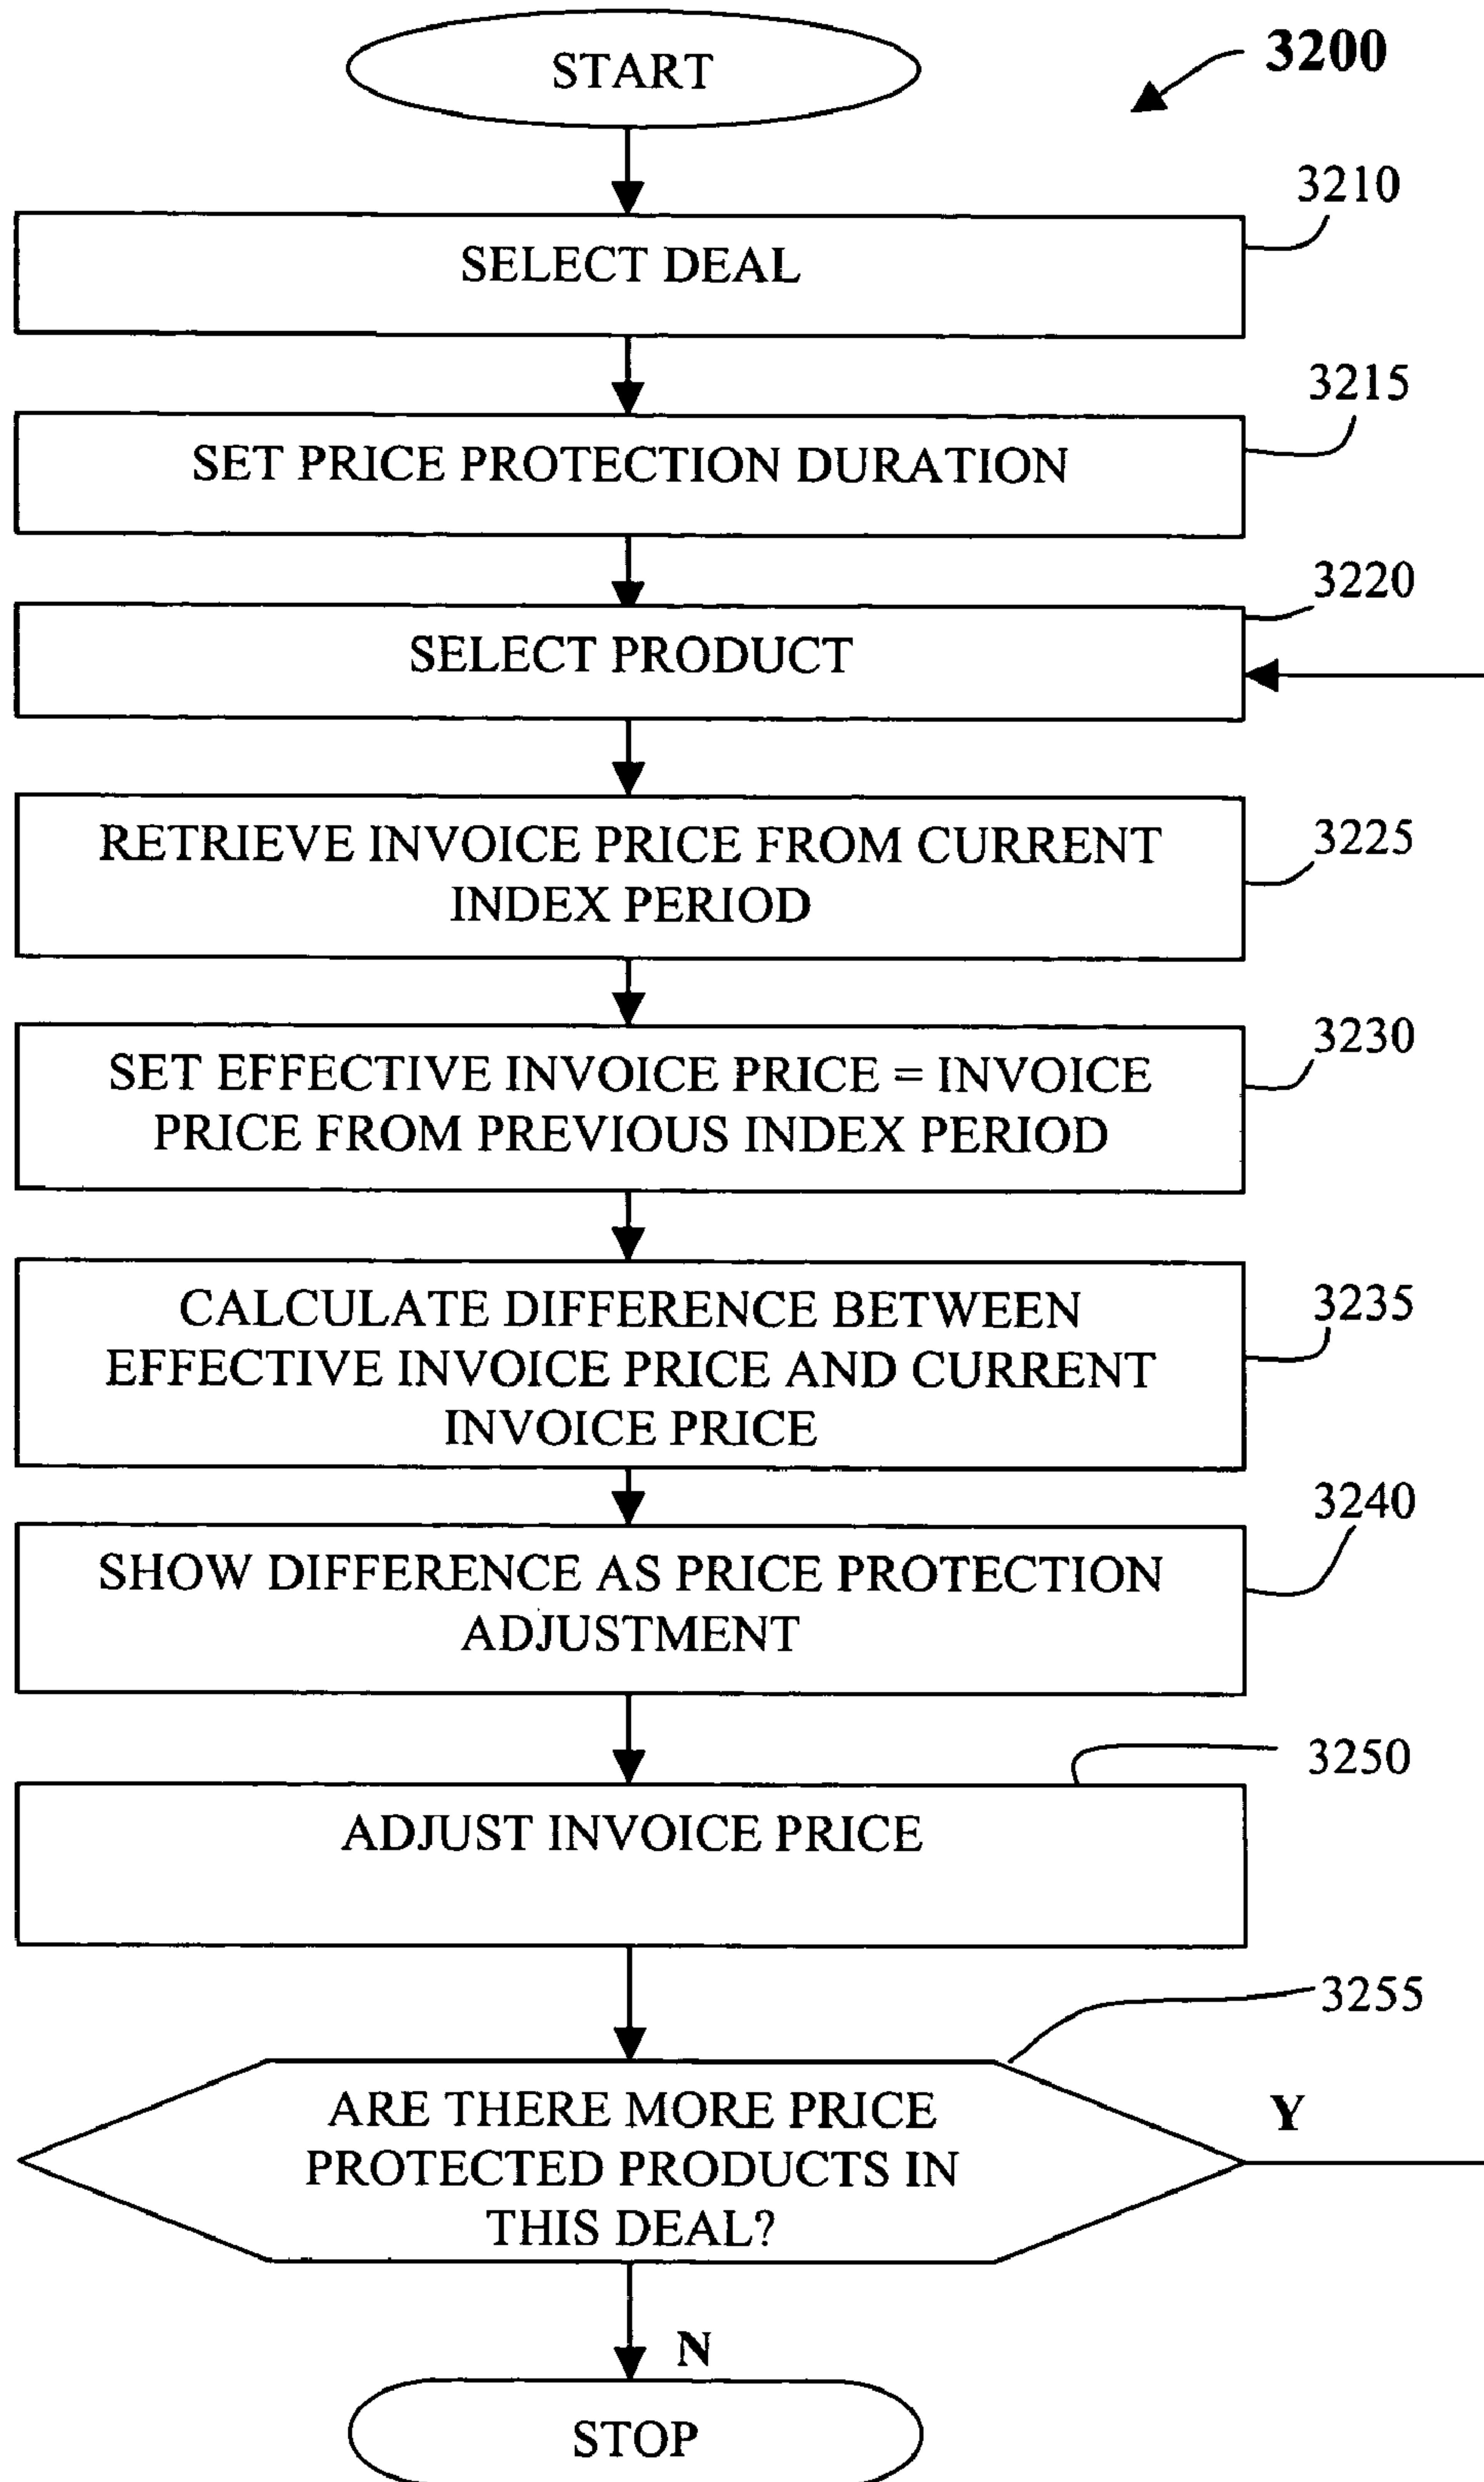 START
3200
3210
SELECT DEAL
3215
SET PRICE PROTECTION DURATION
3220
SELECT PRODUCT
RETRIEVE INVOICE PRICE FROM CURRENT
INDEX PERIOD
3225
3230
SET EFFECTIVE INVOICE PRICE = INVOICE
PRICE FROM PREVIOUS INDEX PERIOD
CALCULATE DIFFERENCE BETWEEN
EFFECTIVE INVOICE PRICE AND CURRENT
INVOICE PRICE
3235
3240
SHOW DIFFERENCE AS PRICE PROTECTION
ADJUSTMENT
3250
ADJUST INVOICE PRICE
3255
ARE THERE MORE PRICE
PROTECTED PRODUCTS IN
THIS DEAL?
Y
N
STOP